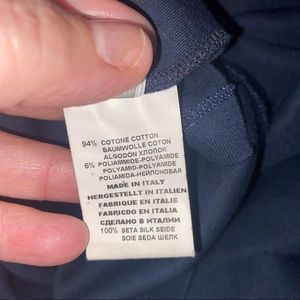 94% COTONE COTTON
BAUMWOLLE COTON
ALGODON ХЛОПОК
6% POLIAMMIDE-POLYAMIDE
POLYAMID-POLYAMIDE
POLIAMIDA-НЕЙЛОНОВАЯ
MADE IN ITALY
HERGESTELLT IN ITALIEN
FABRIQUE EN ITALIE
FABRICDO EN ITALIA
СДЕЛАНО В ИТАЛИИ
100% SETA SILK SEIDE
SOIE SEDA ШЕЛК